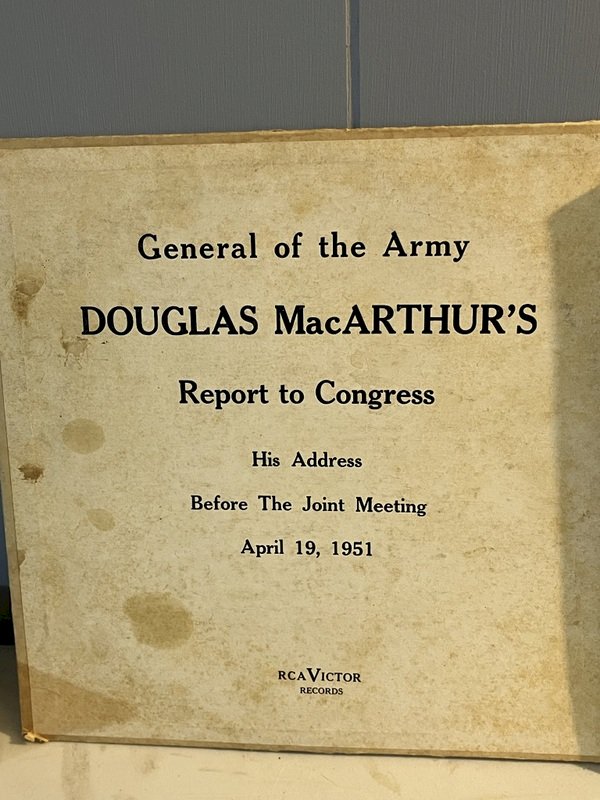 General of the Army
DOUGLAS MacARTHUR'S
Report to Congress
His Address
Before The Joint Meeting
April 19, 1951
RCA VICTOR
RECORDS